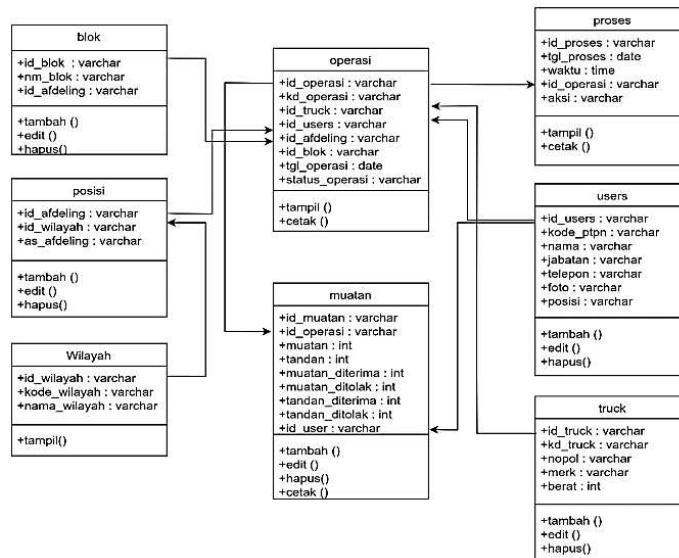 blok
+id_blok : varchar
+nm_blok : varchar
+id_afdeling : varchar
+tambah ()
+edit ()
+hapus()
posisi
+id_afdeling : varchar
+id_wilayah : varchar
+as_afdeling : varchar
+tambah ()
+edit ()
+hapus()
Wilayah
+id_wilayah : varchar
+kode_wilayah : varchar
+nama_wilayah : varchar
+tampil()
operasi
+id_operasi : varchar
+kd_operasi : varchar
+id_truck : varchar
+id_users : varchar
+id_afdeling : varchar
+id_blok : varchar
+tgl_operasi : date
+status_operasi : varchar
+tampil ()
+cetak ()
muatan
+id_muatan : varchar
+id_operasi : varchar
+muatan : int
+tandan : int
+muatan_diterima : int
+muatan_ditolak : int
+tandan_diterima : int
+tandan_ditolak : int
+id_user : varchar
+tambah ()
+edit ()
+hapus ()
+cetak ()
proses
+id_proses : varchar
+tgl_proses : date
+waktu : time
+id_operasi : varchar
+aksi : varchar
+tampil ()
+cetak ()
users
+id_users : varchar
+kode_ptpn : varchar
+nama : varchar
+jabatan : varchar
+telepon : varchar
+foto : varchar
+posisi : varchar
+tambah ()
+edit ()
+hapus()
truck
+id_truck : varchar
+kd_truck : varchar
+nopol : varchar
+merk : varchar
+berat : int
+tambah ()
+edit ()
+hapus()